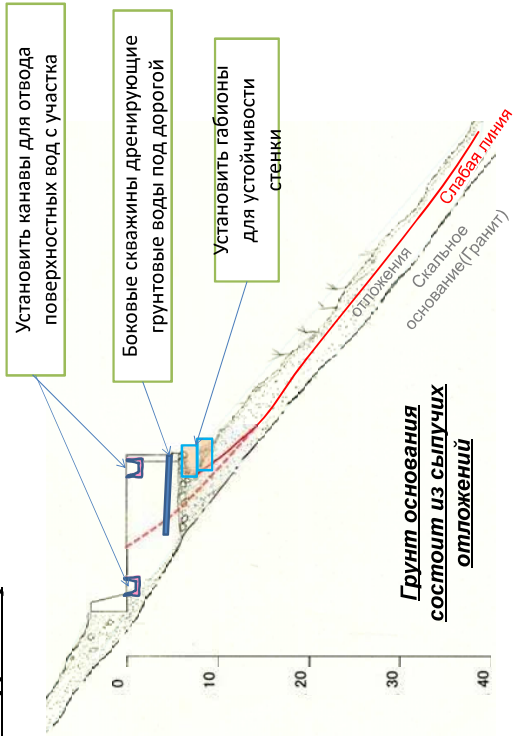 Установить канавы для отвода
поверхностных вод с участка
Боковые скважины дренирующие
грунтовые воды под дорогой
Установить габионы
для устойчивости
стенки
0
10
20
30
40
отложения
Слабая линия
Скальное
основание(Гранит)
Грунт основания
состоит из сыпучих
отложений